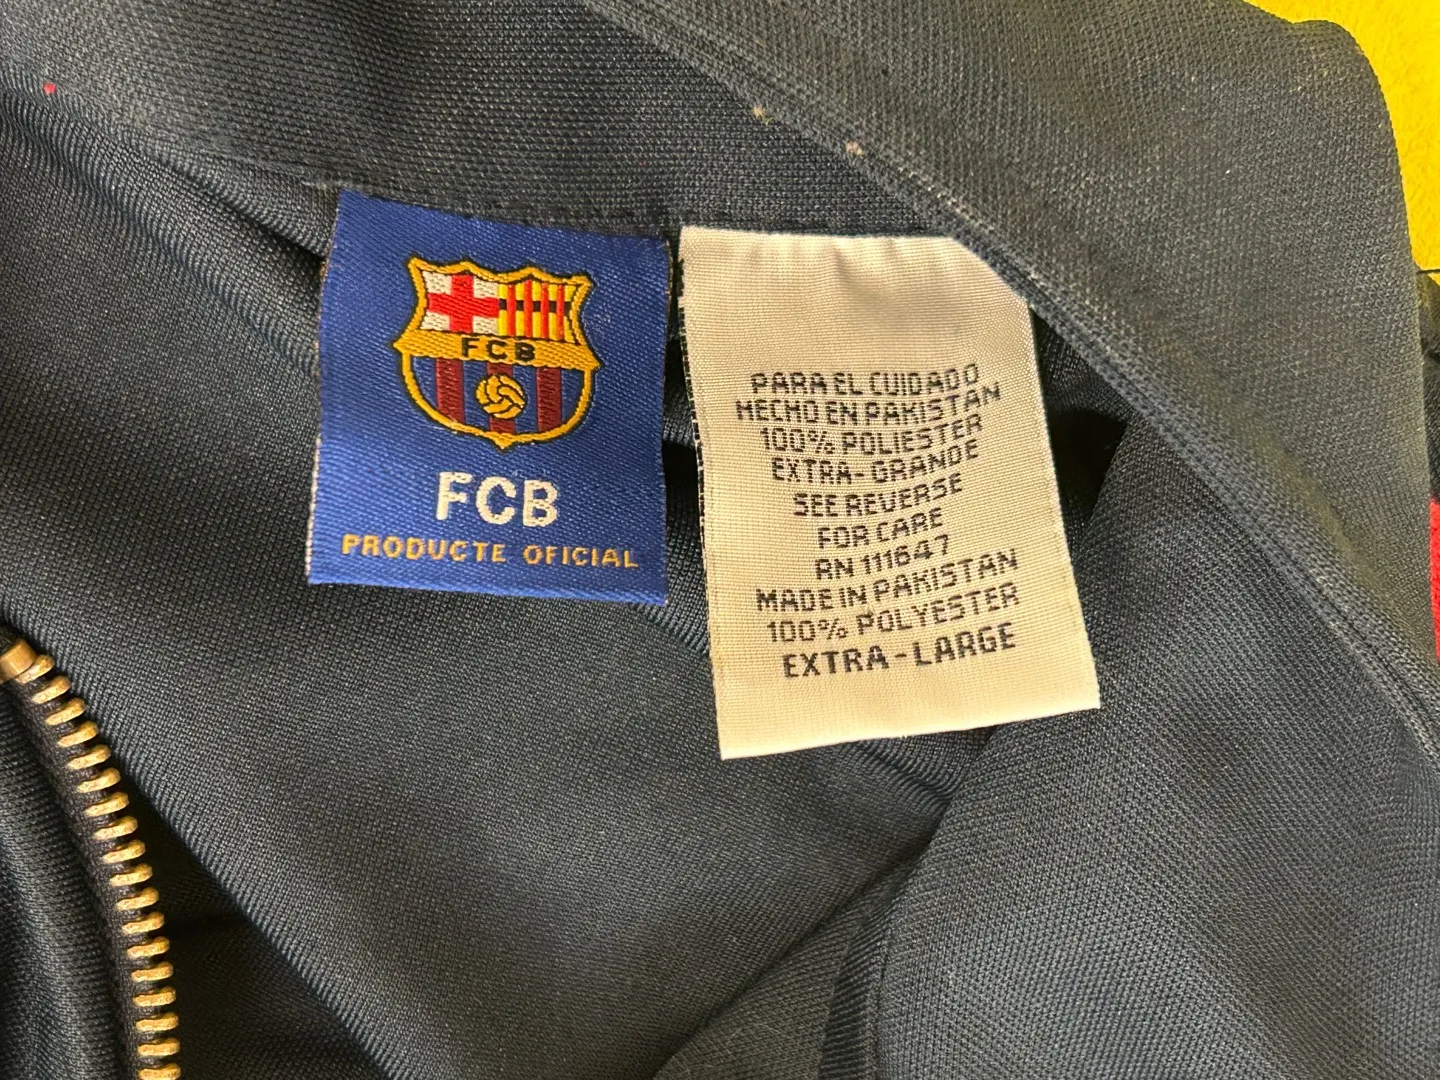 FCB
FCB
PRODUCTE OFICIAL
PARA EL CUIDADO
HECHO EN PAKISTAN
100% POLIESTER
EXTRA-GRANDE
SEE REVERSE
FOR CARE
RN 111647
MADE IN PAKISTAN
100% POLYESTER
EXTRA-LARGE